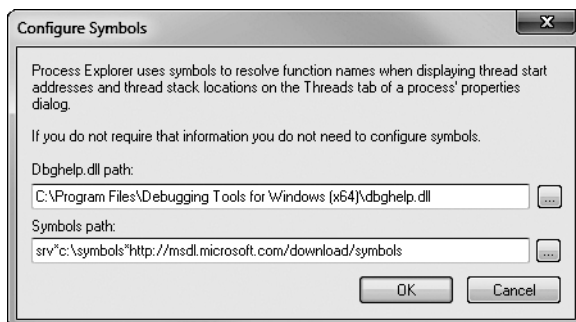 Configure Symbols
Process Explorer uses symbols to resolve function names when displaying thread start
addresses and thread stack locations on the Threads tab of a process' properties
dialog.
If you do not require that information you do not need to configure symbols.
Dbghelp.dll path:
C:\Program Files\Debugging Tools for Windows (x64)\dbghelp.dll
...
Symbols path:
srv*c:\symbols*http://msdl.microsoft.com/download/symbols
...
OK Cancel